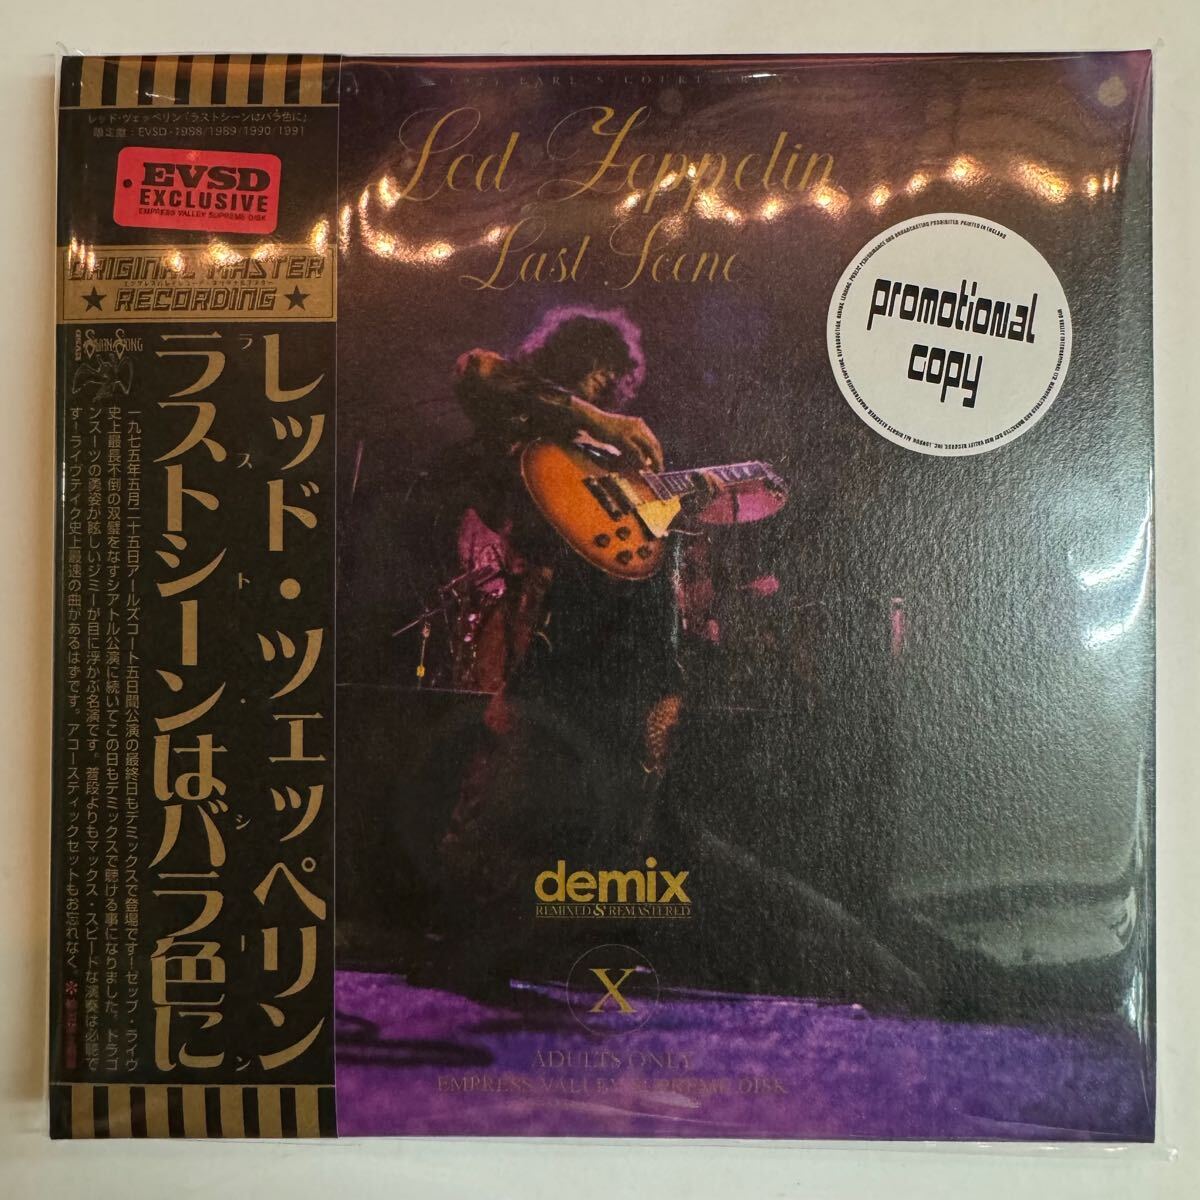 レッド・ツェッペリン「ラストシーンはバラ色に」
限定盤：EVSD-1988/1989/1990/1991
EVSD
EXCLUSIVE
EMPRESS VALLEY SUPREME DISK
ORIGINAL MASTER
RECORDING
SWAN SONG
レッド・ツェッペリン
ラスト・シーン
ラストシーンはバラ色に
一九七五年五月二十五日アールズコート五日間公演の最終日もデミックスで登場です！ゼップ・ライヴ
史上最長不倒の双璧をなすシアトル公演に続いてこの日もデミックスで聴ける事になりました。ドラゴ
ンスーツの勇姿が眩しいジミーが目に浮かぶ名演です。普段よりもマックス・スピードな演奏は必聴で
す！ライヴテイク史上最速の曲があるはずです。アコースティックセットもお忘れなく。
Led Zeppelin
Last Scene
promotional
copy
demix
REMIXED & REMASTERED
X
ADULTS ONLY
EMPRESS VALLEY SUPREME DISK